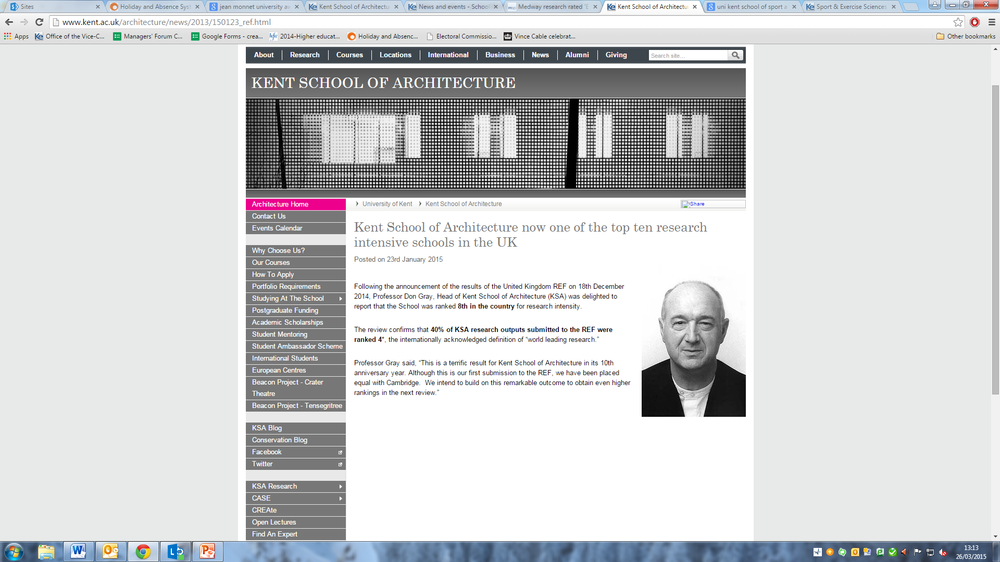 Sites
Holiday and Absence Syst
jean monnet university aw
Kent School of Architectu
News and events - School
Medway research rated 'E
Kent School of Architectu
uni kent school of sport a
Sport & Exercise Sciences
www.kent.ac.uk/architecture/news/2013/150123_ref.html
Apps
Office of the Vice-C...
Managers' Forum C...
Google Forms - crea...
2014-Higher educat...
Holiday and Absenc...
Electoral Commissio...
Vince Cable celebrat...
Other bookmarks
About
Research
Courses
Locations
International
Business
News
Alumni
Giving
Search site...
KENT SCHOOL OF ARCHITECTURE
Architecture Home
Contact Us
Events Calendar
Why Choose Us?
Our Courses
How To Apply
Portfolio Requirements
Studying At The School
Postgraduate Funding
Academic Scholarships
Student Mentoring
Student Ambassador Scheme
International Students
European Centres
Beacon Project - Crater
Theatre
Beacon Project - Tensegritree
KSA Blog
Conservation Blog
Facebook
Twitter
KSA Research
CASE
CREAte
Open Lectures
Find An Expert
University of Kent
Kent School of Architecture
Share
Kent School of Architecture now one of the top ten research
intensive schools in the UK
Posted on 23rd January 2015
Following the announcement of the results of the United Kingdom REF on 18th December
2014, Professor Don Gray, Head of Kent School of Architecture (KSA) was delighted to
report that the School was ranked 8th in the country for research intensity.
The review confirms that 40% of KSA research outputs submitted to the REF were
ranked 4*, the internationally acknowledged definition of “world leading research.”
Professor Gray said, “This is a terrific result for Kent School of Architecture in its 10th
anniversary year. Although this is our first submission to the REF, we have been placed
equal with Cambridge. We intend to build on this remarkable outcome to obtain even higher
rankings in the next review.”
13:13
26/03/2015